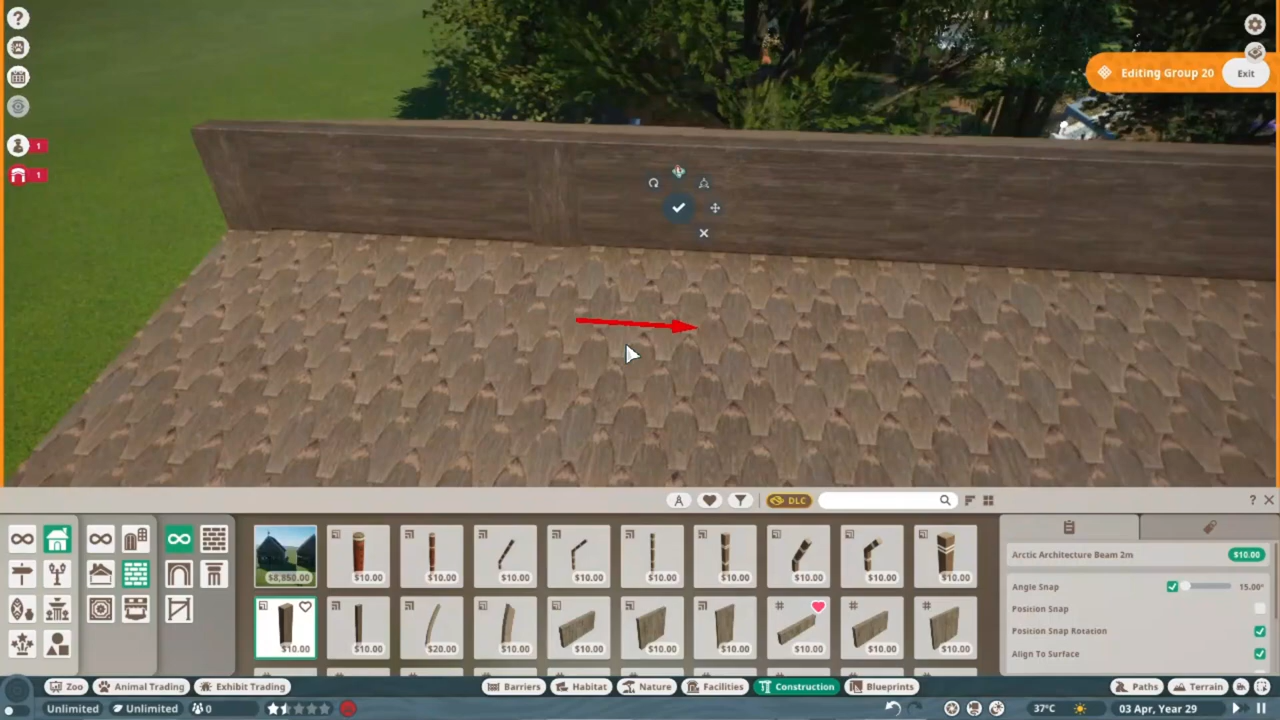 ?
Editing Group 20
Exit
1
1
DLC
? ×
$8,850.00
$10.00
$10.00
$10.00
$10.00
$10.00
$10.00
$10.00
$10.00
$10.00
Arctic Architecture Beam 2m
$10.00
Angle Snap
15.00°
Position Snap
Position Snap Rotation
Align To Surface
$10.00
$10.00
$20.00
$10.00
$10.00
$10.00
$10.00
$10.00
$10.00
$10.00
Zoo
Animal Trading
Exhibit Trading
Barriers
Habitat
Nature
Facilities
Construction
Blueprints
Paths
Terrain
Unlimited
Unlimited
0
37°C
03 Apr, Year 29